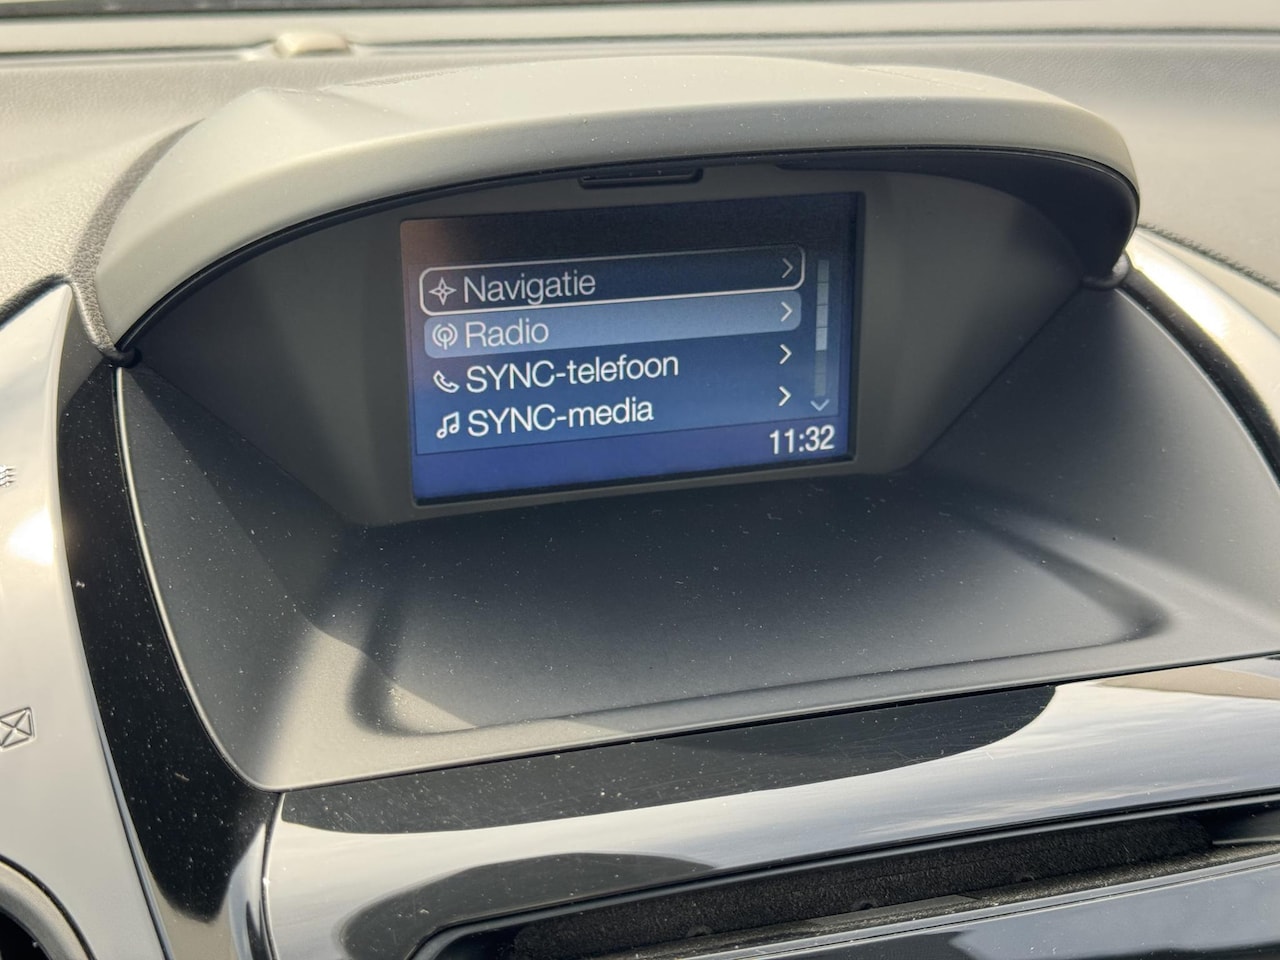 Navigatie
Radio
SYNC-telefoon
SYNC-media
11:32